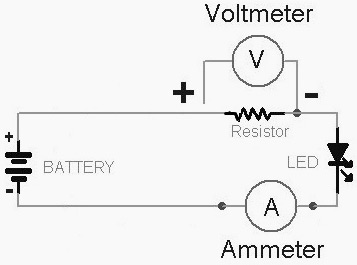 Voltmeter
V
+ -
Resistor
+
BATTERY
-
LED
A
Ammeter